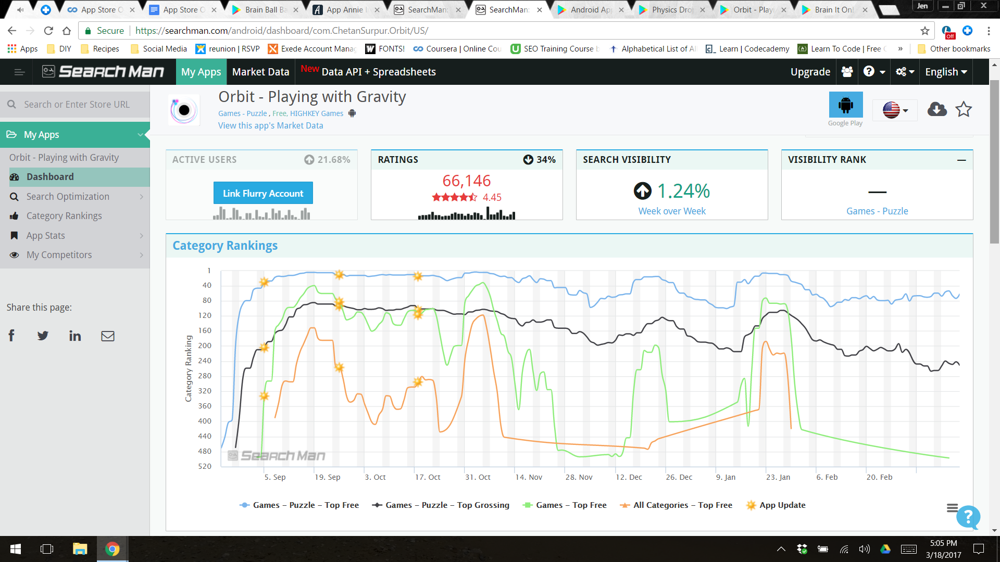 App Store O
App Store O
Brain Ball Ba
App Annie I
SearchMan:
SearchMan:
Android Ap
Physics Drop
Orbit - Playi
Brain It On!
Jen
Secure
https://searchman.com/android/dashboard/com.ChetanSurpur.Orbit/US/
Off
Apps
DIY
Recipes
Social Media
reunion | RSVP
Exede Account Manag
FONTS!
Coursera | Online Cou
SEO Training Course b
Alphabetical List of Al
Learn | Codecademy
Learn To Code | Free C
»
Other bookmarks
SearchMan
My Apps
Market Data
New
Data API + Spreadsheets
Upgrade
English
Search or Enter Store URL
My Apps
Orbit - Playing with Gravity
Dashboard
Search Optimization
Category Rankings
App Stats
My Competitors
Share this page:
Orbit - Playing with Gravity
Games - Puzzle , Free, HIGHKEY Games
View this app's Market Data
Google Play
ACTIVE USERS
21.68%
Link Flurry Account
RATINGS
34%
66,146
4.45
SEARCH VISIBILITY
1.24%
Week over Week
VISIBILITY RANK
—
—
Games - Puzzle
Category Rankings
Category Ranking
1
40
80
120
160
200
240
280
320
360
400
440
480
520
SearchMan
5. Sep
19. Sep
3. Oct
17. Oct
31. Oct
14. Nov
28. Nov
12. Dec
26. Dec
9. Jan
23. Jan
6. Feb
20. Feb
Games – Puzzle – Top Free
Games – Puzzle – Top Grossing
Games – Top Free
All Categories – Top Free
App Update
?
5:05 PM
3/18/2017